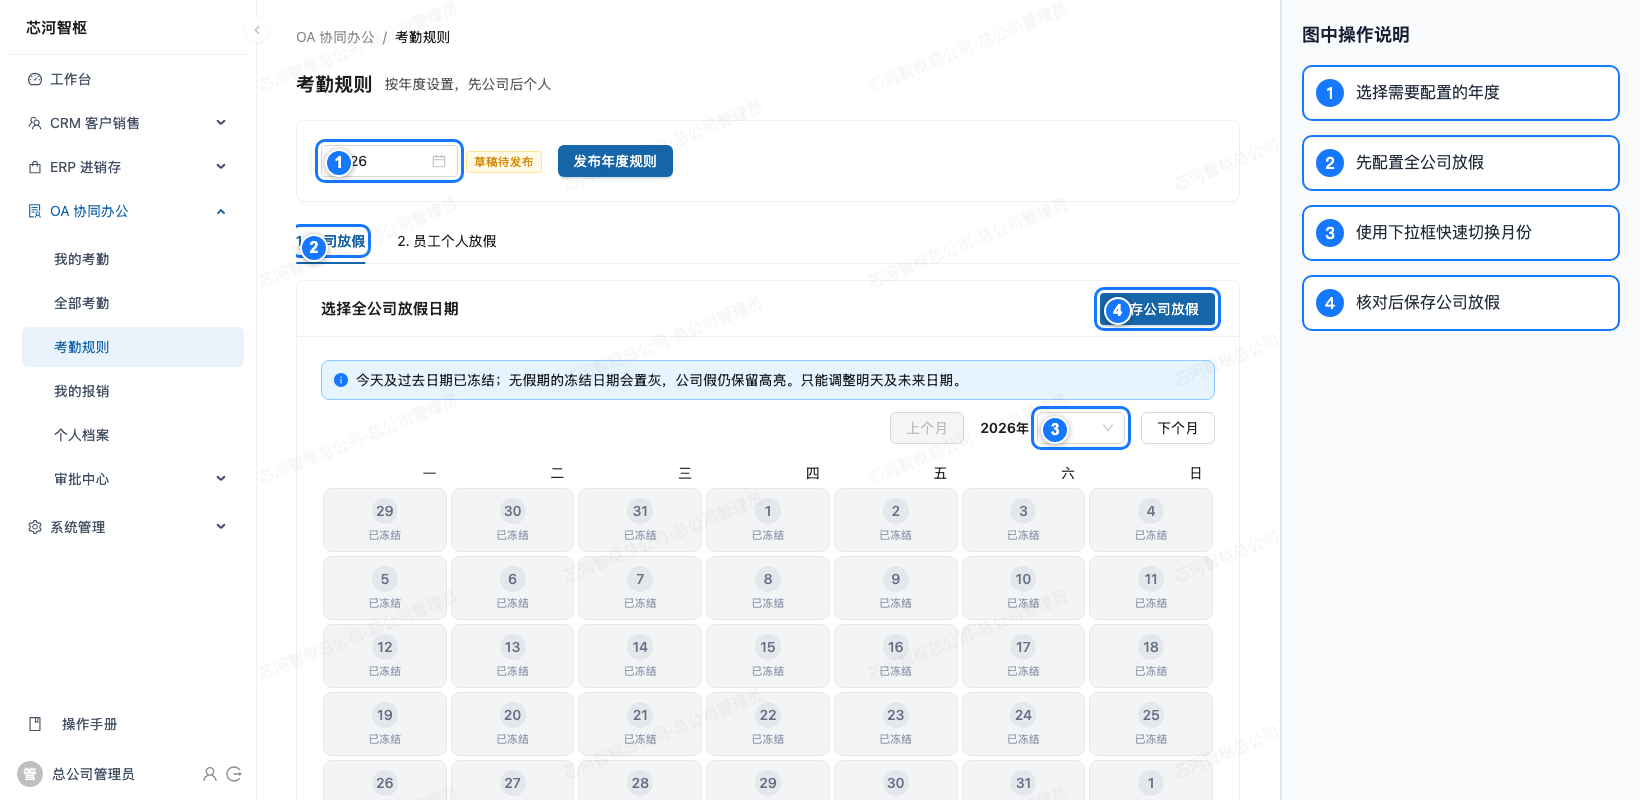 芯河智枢
工作台
CRM 客户销售
ERP 进销存
OA 协同办公
我的考勤
全部考勤
考勤规则
我的报销
个人档案
审批中心
系统管理
操作手册
管 总公司管理员
OA 协同办公 / 考勤规则
考勤规则 按年度设置，先公司后个人
1 26 草稿待发布 发布年度规则
1. 2 司放假 2. 员工个人放假
选择全公司放假日期 4 存公司放假
今天及过去日期已冻结；无假期的冻结日期会置灰，公司假仍保留高亮。只能调整明天及未来日期。
上个月 2026年 3 下个月
一 二 三 四 五 六 日
29 30 31 1 2 3 4
已冻结 已冻结 已冻结 已冻结 已冻结 已冻结 已冻结
5 6 7 8 9 10 11
已冻结 已冻结 已冻结 已冻结 已冻结 已冻结 已冻结
12 13 14 15 16 17 18
已冻结 已冻结 已冻结 已冻结 已冻结 已冻结 已冻结
19 20 21 22 23 24 25
已冻结 已冻结 已冻结 已冻结 已冻结 已冻结 已冻结
26 27 28 29 30 31 1
图中操作说明
1 选择需要配置的年度
2 先配置全公司放假
3 使用下拉框快速切换月份
4 核对后保存公司放假
芯河智枢总公司-总公司管理员